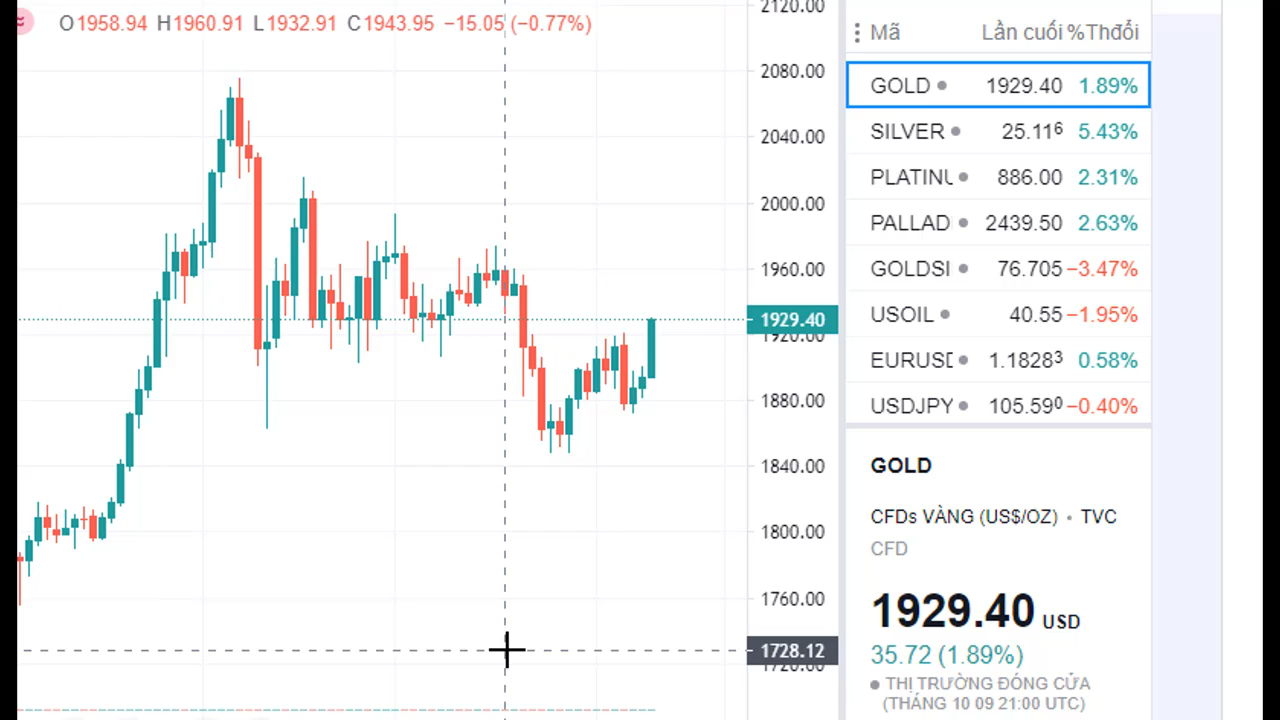 O1958.94 H1960.91 L1932.91 C1943.95 −15.05 (−0.77%)
2120.00
2080.00
2040.00
2000.00
1960.00
1929.40
1920.00
1880.00
1840.00
1800.00
1760.00
1728.12
1720.00
Mã Lần cuối %Thđổi
GOLD 1929.40 1.89%
SILVER 25.116 5.43%
PLATINU 886.00 2.31%
PALLAD 2439.50 2.63%
GOLDSI 76.705 −3.47%
USOIL 40.55 −1.95%
EURUSD 1.18283 0.58%
USDJPY 105.590 −0.40%
GOLD
CFDs VÀNG (US$/OZ) • TVC
CFD
1929.40 USD
35.72 (1.89%)
THỊ TRƯỜNG ĐÓNG CỬA
(THÁNG 10 09 21:00 UTC)